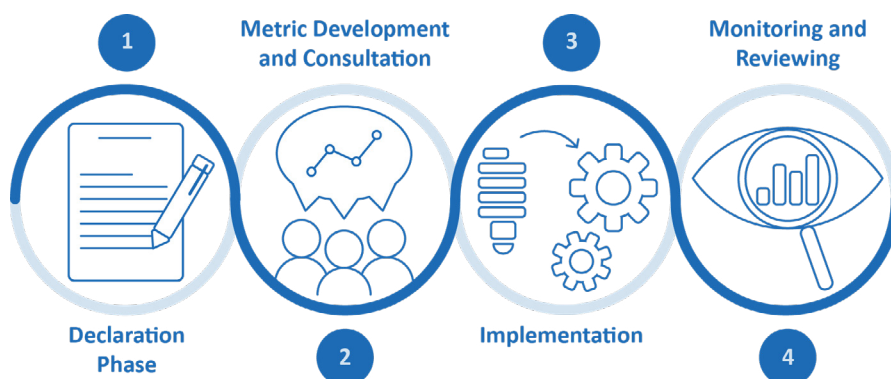 1
Declaration
Phase
Metric Development
and Consultation
2
3
Implementation
Monitoring and
Reviewing
4